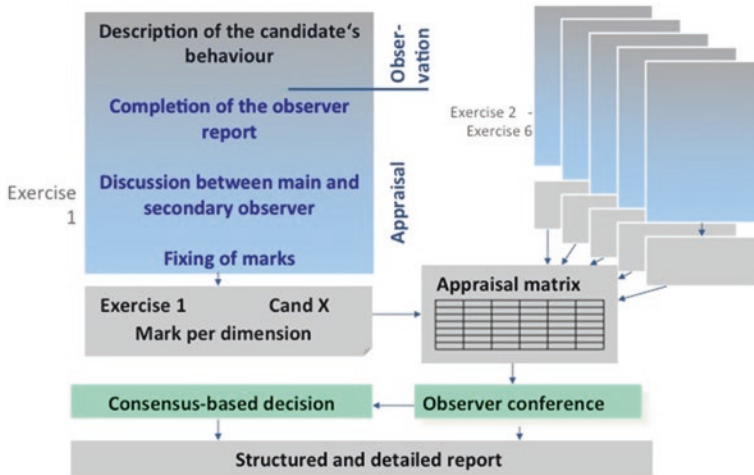 Description of the candidate's
behaviour
Obser-
vation
Completion of the observer
report
Discussion between main and
secondary observer
Fixing of marks
Appraisal
Exercise
1
Exercise 2 -
Exercise 6
Exercise 1 Cand X
Mark per dimension
Appraisal matrix
Consensus-based decision
Observer conference
Structured and detailed report